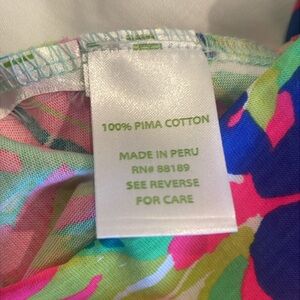 100% PIMA COTTON
MADE IN PERU
RN# 88189
SEE REVERSE
FOR CARE